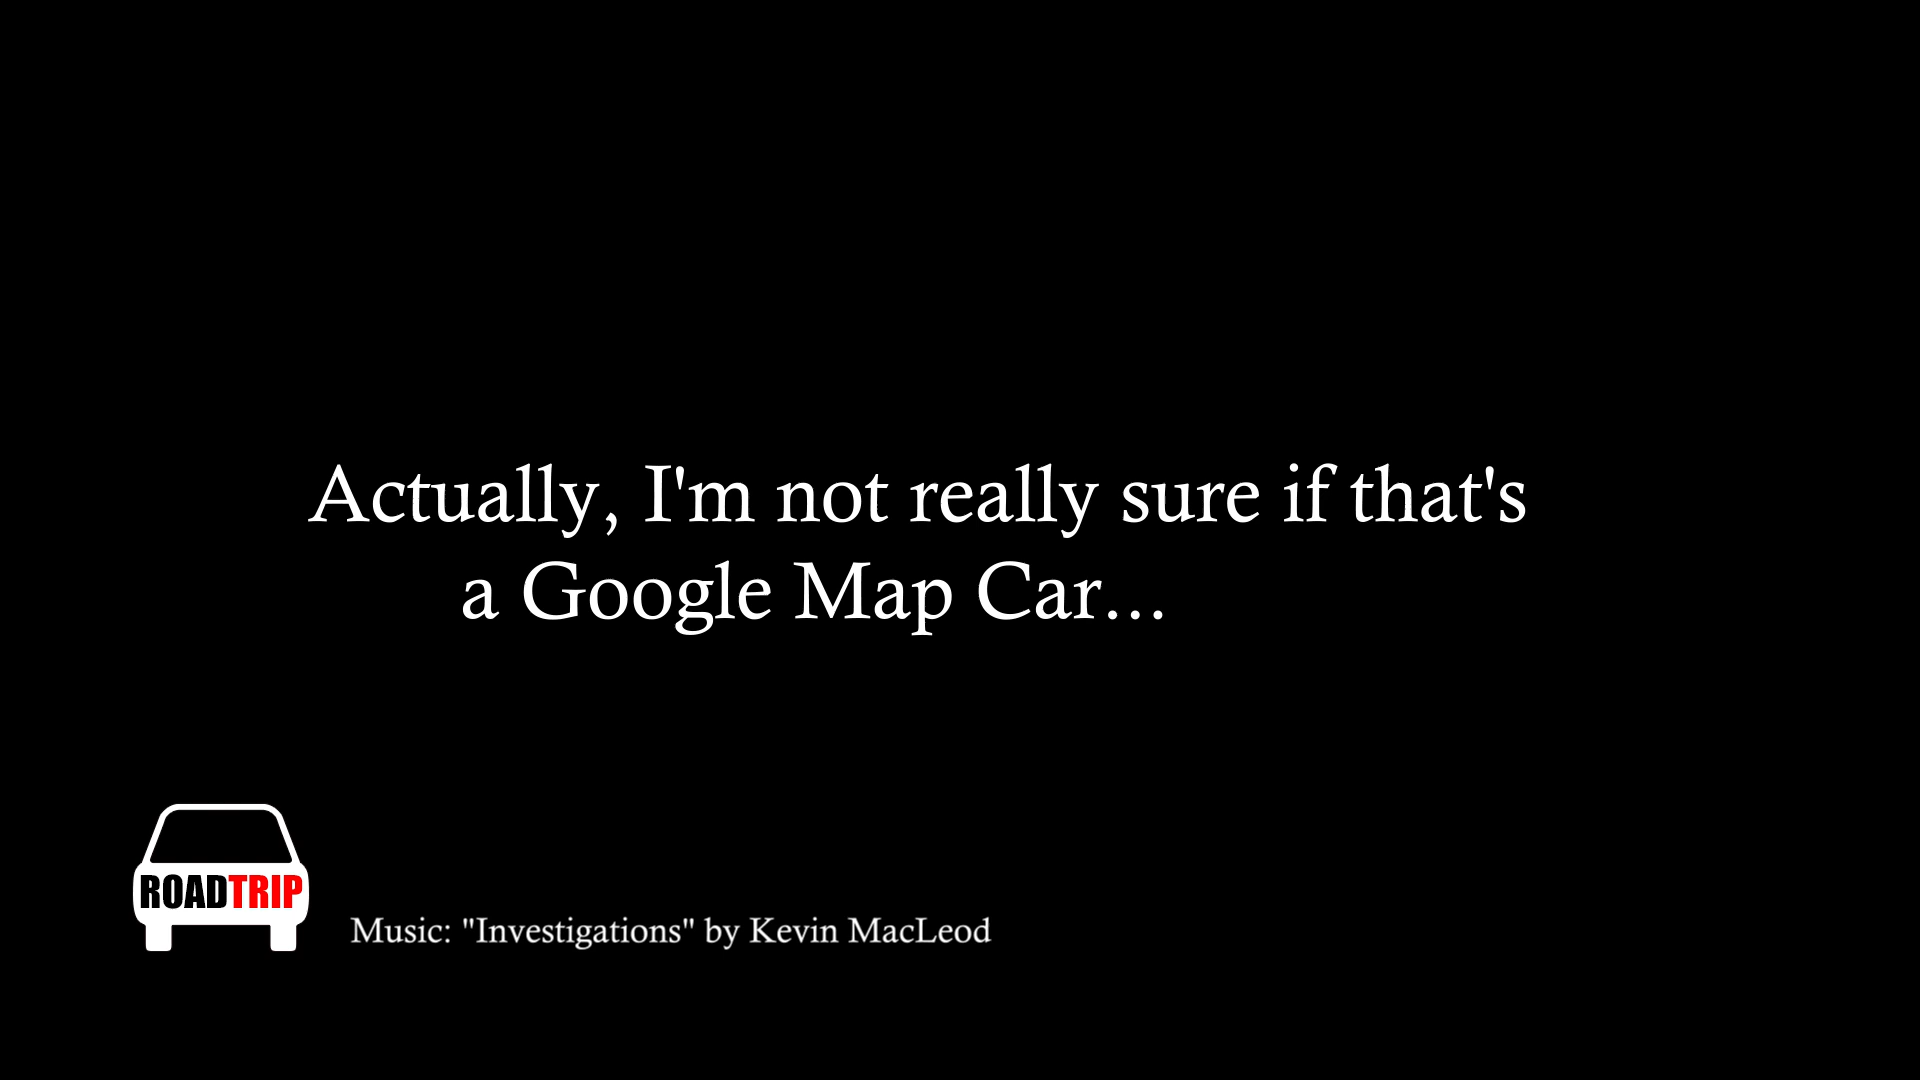 Actually, I'm not really sure if that's
a Google Map Car...
ROADTRIP
Music: "Investigations" by Kevin MacLeod